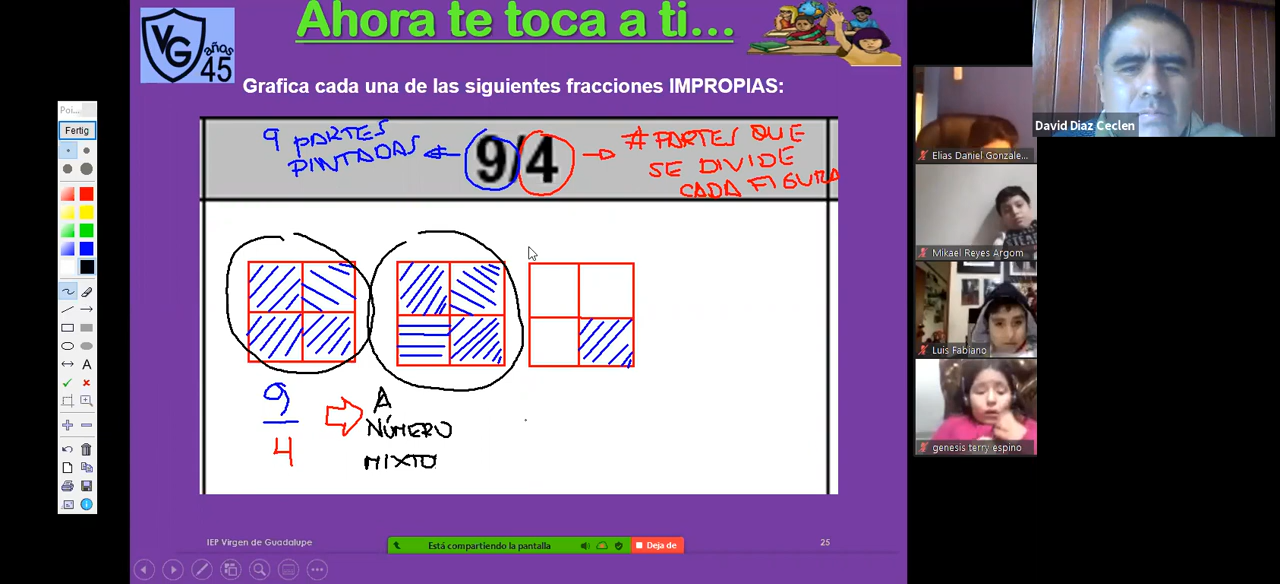 Ahora te toca a ti...
VG
años
45
Grafica cada una de las siguientes fracciones IMPROPIAS:
9 PARTES
PINTADAS
9/4
# PARTES QUE
SE DIVIDE
CADA FIGURA
9
4
A
NÚMERO
MIXTO
IEP Virgen de Guadalupe
Está compartiendo la pantalla
Deja de
25
Poi...
Fertig
A
David Diaz Ceclen
Elias Daniel Gonzale...
Mikael Reyes Argom...
Luis Fabiano
genesis terry espino